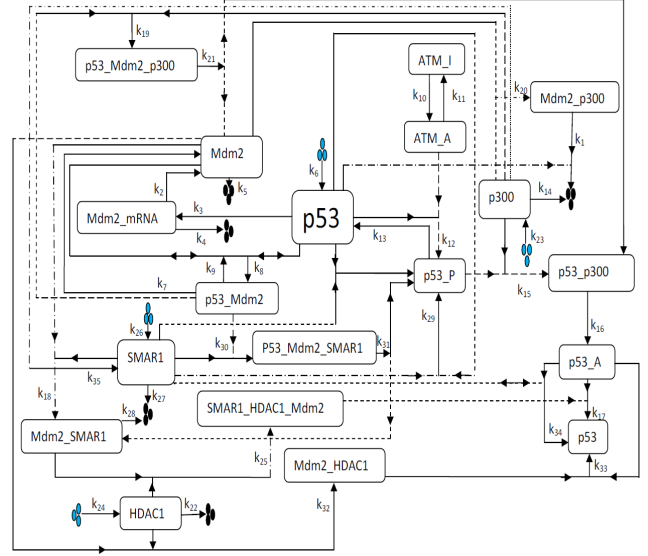 k19
p53_Mdm2_p300
k21
ATM_I
k10
k11
k20
Mdm2_p300
ATM_A
k1
Mdm2
k6
k5
k2
p300
k14
Mdm2_mRNA
k3
k4
p53
k13
k12
k23
k9
k8
k7
p53_Mdm2
p53_P
k15
p53_p300
k26
k30
k29
k16
SMAR1
P53_Mdm2_SMAR1
k31
k35
p53_A
k18
k27
k28
SMAR1_HDAC1_Mdm2
k17
Mdm2_SMAR1
k34
p53
k25
Mdm2_HDAC1
k33
k24
HDAC1
k22
k32